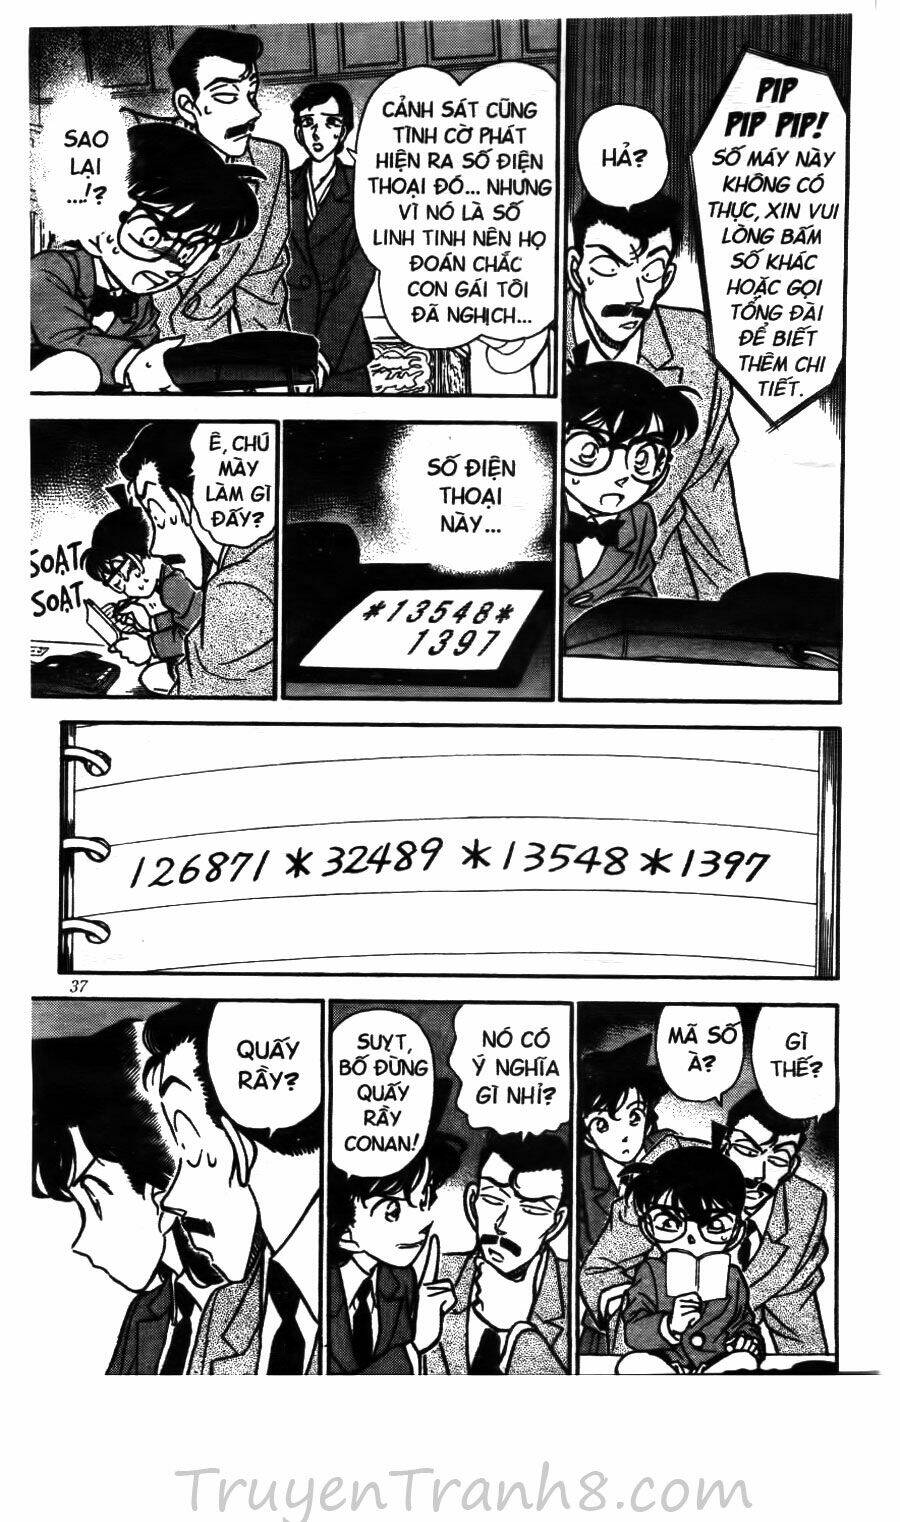 PIP
PIP PIP!
SỐ MÁY NÀY
KHÔNG CÓ
THỰC, XIN VUI
LÒNG BẤM
SỐ KHÁC
HOẶC GỌI
TỔNG ĐÀI
ĐỂ BIẾT
THÊM CHI
TIẾT.
HẢ?
CẢNH SÁT CŨNG
TÌNH CỜ PHÁT
HIỆN RA SỐ ĐIỆN
THOẠI ĐÓ... NHƯNG
VÌ NÓ LÀ SỐ
LINH TINH NÊN HỌ
ĐOÁN CHẮC
CON GÁI TÔI
ĐÃ NGHỊCH...
SAO
LẠI
...!?
SỐ ĐIỆN
THOẠI
NÀY...
*13548*
1397
Ê, CHÚ
MÀY
LÀM GÌ
ĐẤY?
SOẠT
SOẠT
126871*32489*13548*1397
37
GÌ
THẾ?
MÃ SỐ
À?
NÓ CÓ
Ý NGHĨA
GÌ NHỈ?
SUỴT,
BỐ ĐỪNG
QUẤY
RẦY
CONAN!
QUẤY
RẦY?
TruyenTranh8.com